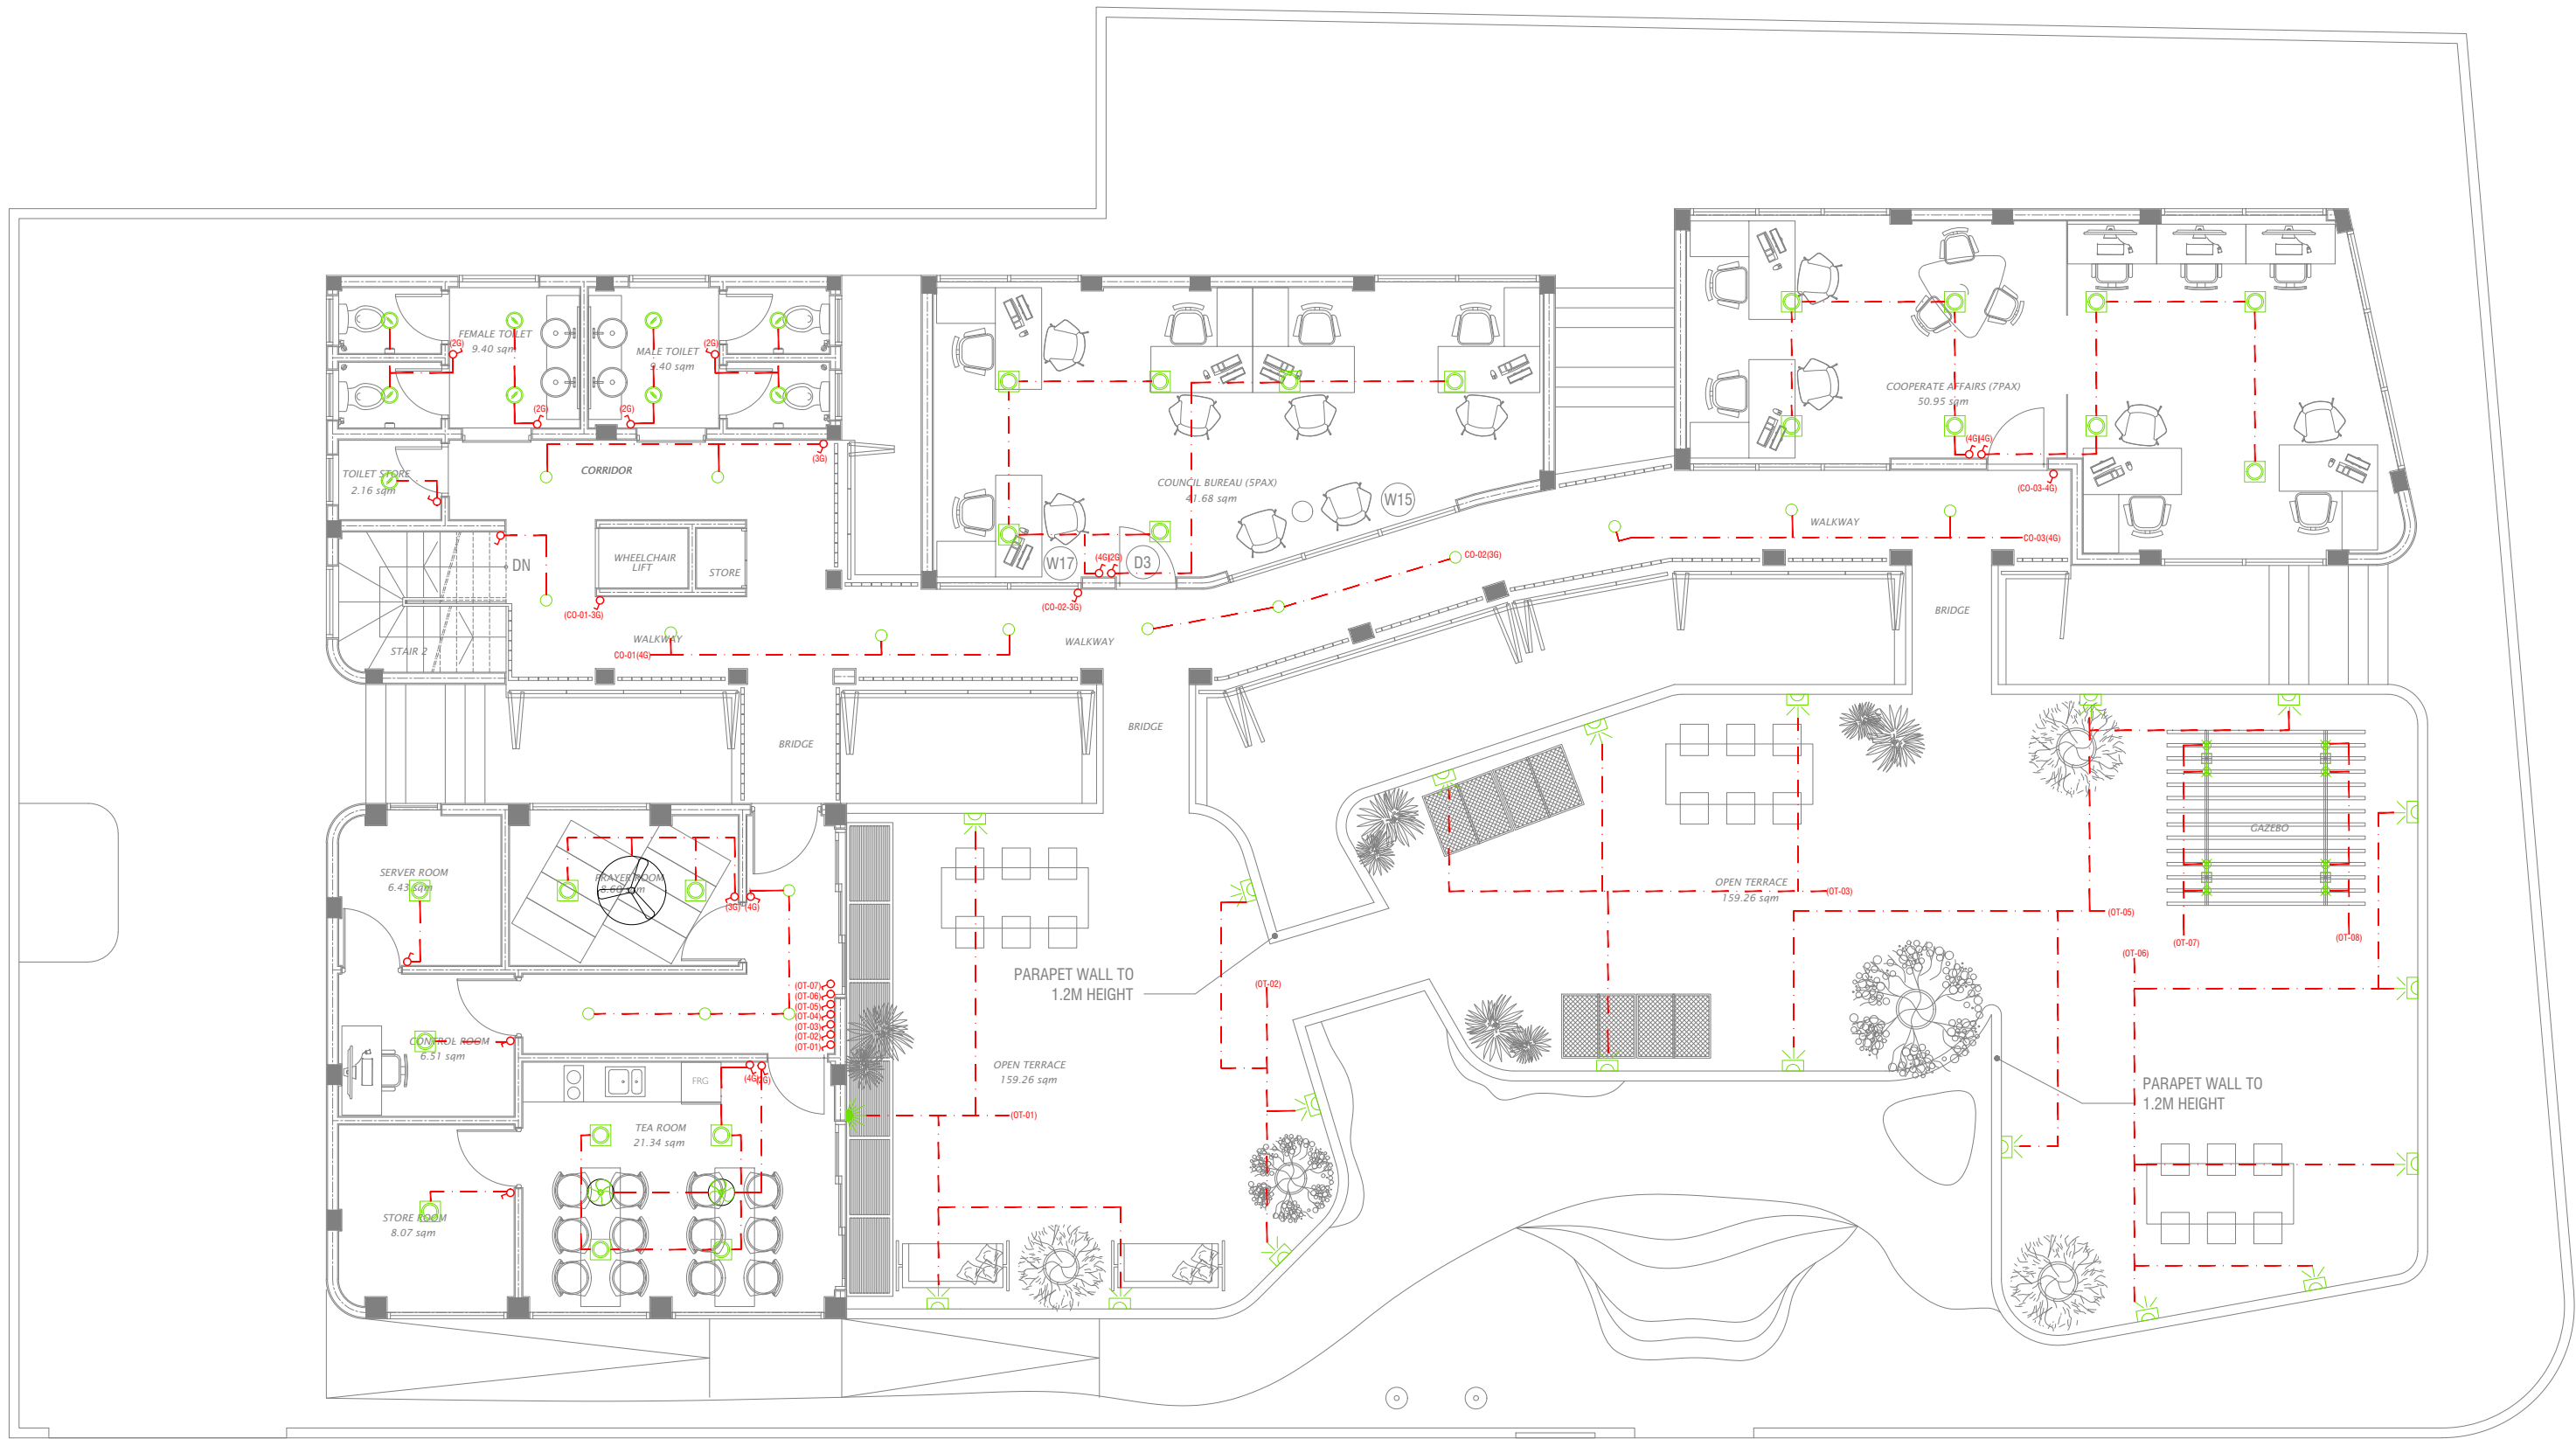 FEMALE TOILET
9.40 sqm
(2G)
MALE TOILET
9.40 sqm
(2G)
(2G)
(2G)
(3G)
CORRIDOR
TOILET STORE
2.16 sqm
DN
WHEELCHAIR
LIFT
STORE
(CO-01-3G)
STAIR 2
WALKWAY
CO-01(4G)
COUNCIL BUREAU (5PAX)
41.68 sqm
W15
W17
(4G)
(2G)
D3
(CO-02-3G)
CO-02(3G)
WALKWAY
COOPERATE AFFAIRS (7PAX)
50.95 sqm
(4G)
(4G)
(CO-03-4G)
WALKWAY
CO-03(4G)
BRIDGE
BRIDGE
BRIDGE
SERVER ROOM
6.43 sqm
PRAYER ROOM
(3G)
(4G)
(OT-07)
(OT-06)
(OT-05)
(OT-04)
(OT-03)
(OT-02)
(OT-01)
CONTROL ROOM
6.51 sqm
FRG
(4G)
TEA ROOM
21.34 sqm
STORE ROOM
8.07 sqm
PARAPET WALL TO
1.2M HEIGHT
(OT-02)
OPEN TERRACE
159.26 sqm
(OT-01)
OPEN TERRACE
159.26 sqm
(OT-03)
GAZEBO
(OT-05)
(OT-07)
(OT-08)
(OT-06)
PARAPET WALL TO
1.2M HEIGHT